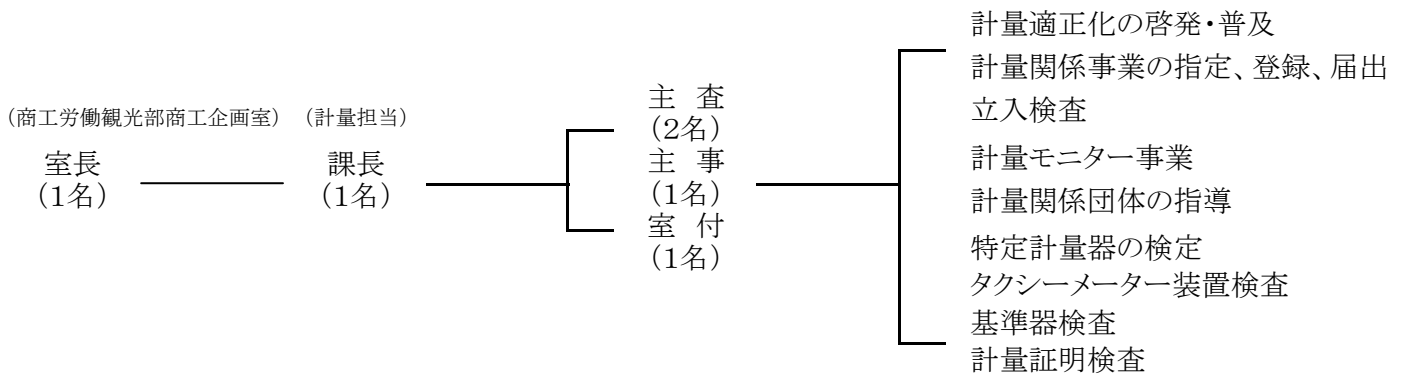 (商工労働観光部商工企画室) (計量担当)
室長
(1名)
課長
(1名)
主 査
(2名)
主 事
(1名)
室 付
(1名)
計量適正化の啓発・普及
計量関係事業の指定、登録、届出
立入検査
計量モニター事業
計量関係団体の指導
特定計量器の検定
タクシーメーター装置検査
基準器検査
計量証明検査